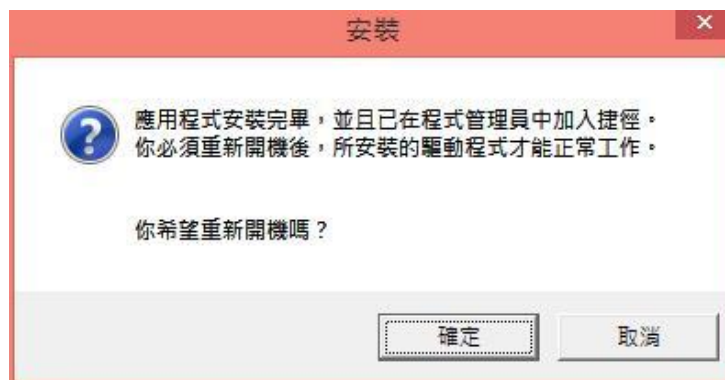 安裝
應用程式安裝完畢，並且已在程式管理員中加入捷徑。
你必須重新開機後，所安裝的驅動程式才能正常工作。
你希望重新開機嗎？
確定
取消